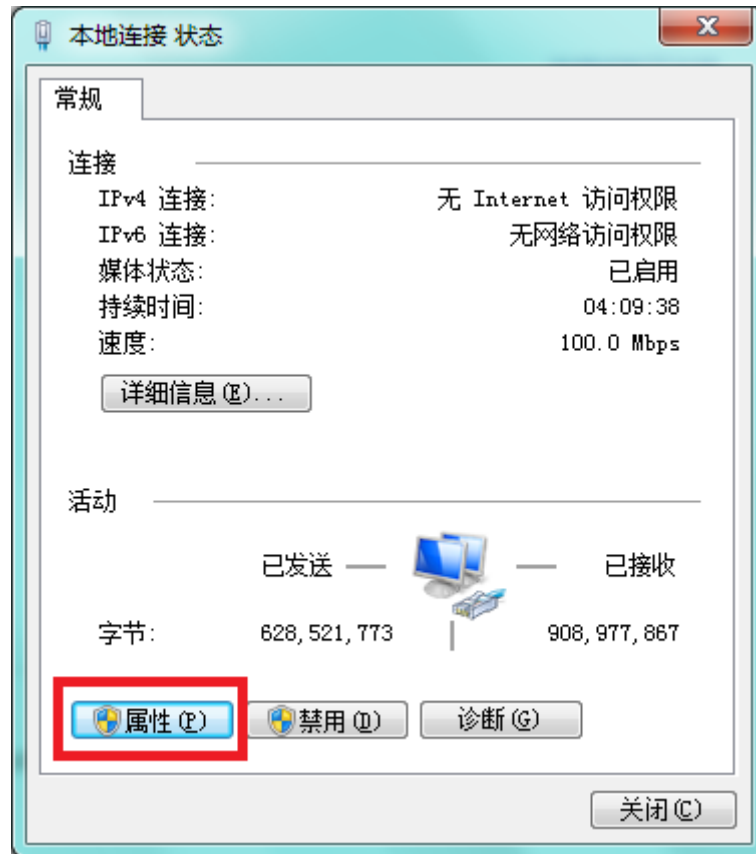 本地连接 状态
常规
连接
IPv4 连接: 无 Internet 访问权限
IPv6 连接: 无网络访问权限
媒体状态: 已启用
持续时间: 04:09:38
速度: 100.0 Mbps
详细信息(E)...
活动
已发送 — — 已接收
字节: 628,521,773 | 908,977,867
属性(P) 禁用(D) 诊断(G)
关闭(C)